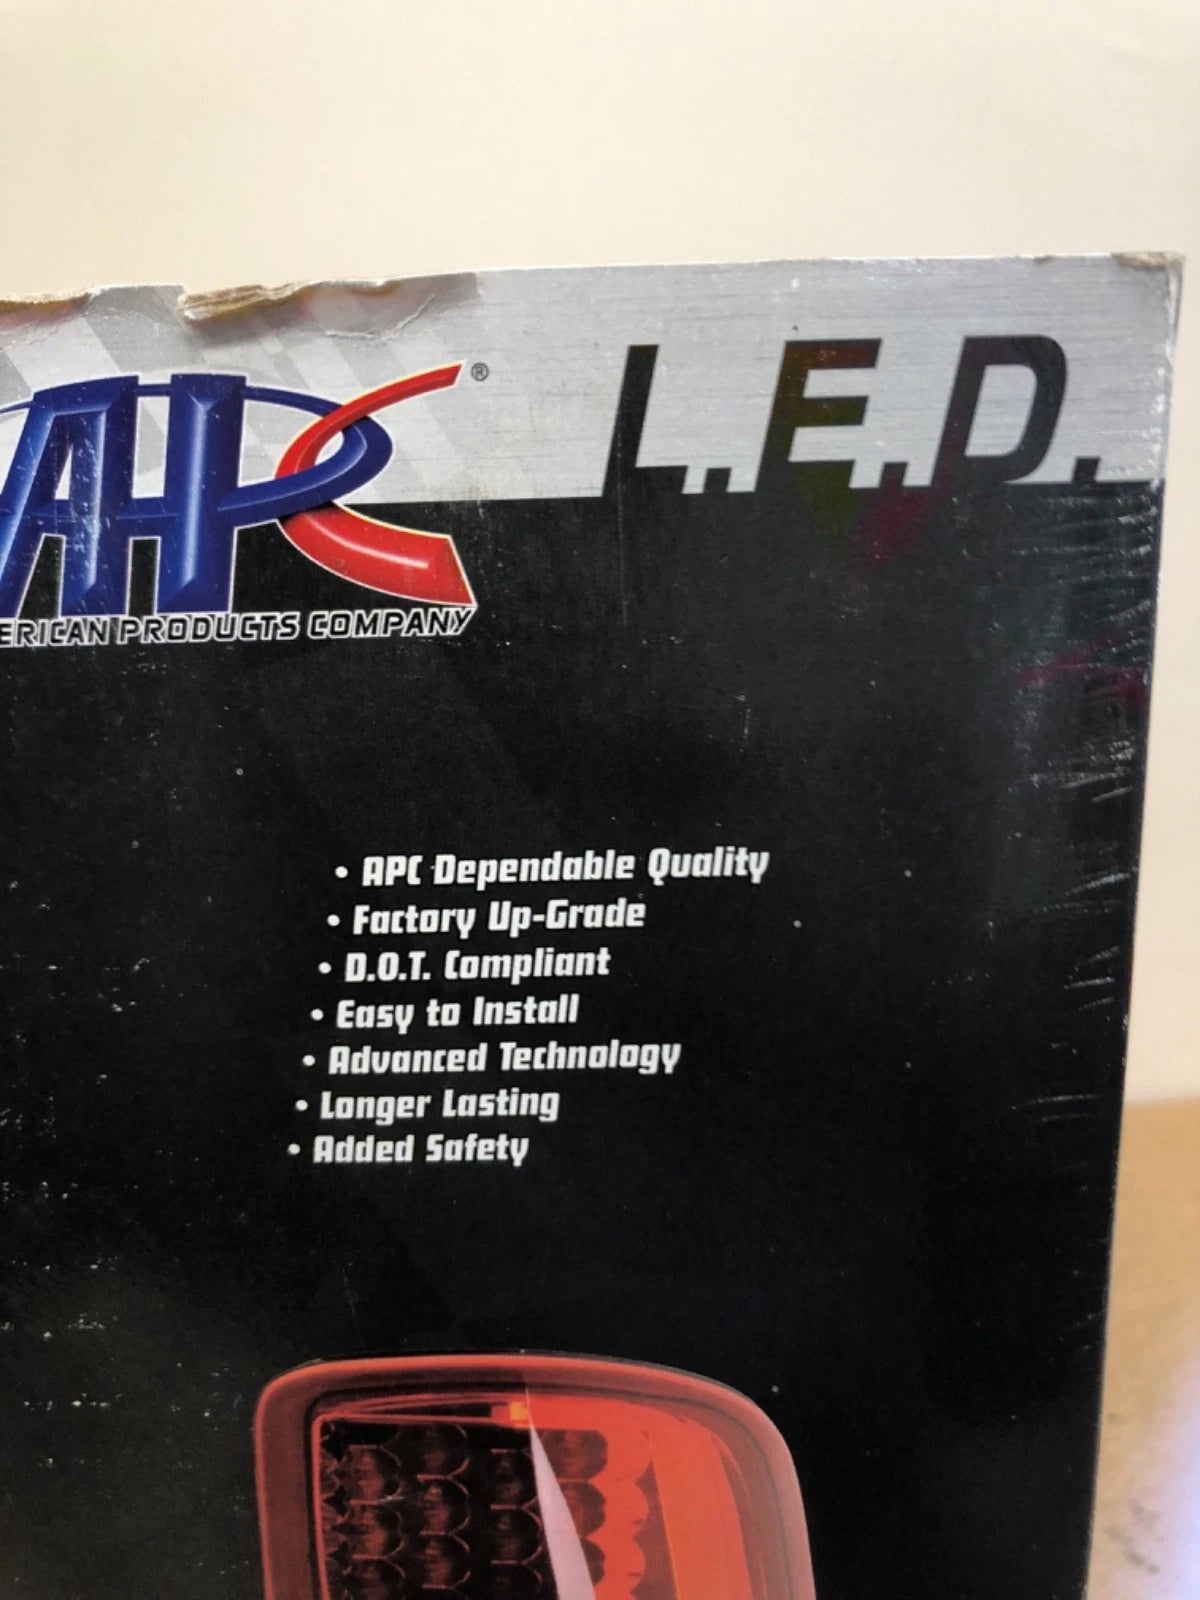 APC® L.E.D.
ERICAN PRODUCTS COMPANY
• APC Dependable Quality
• Factory Up-Grade
• D.O.T. Compliant
• Easy to Install
• Advanced Technology
• Longer Lasting
• Added Safety